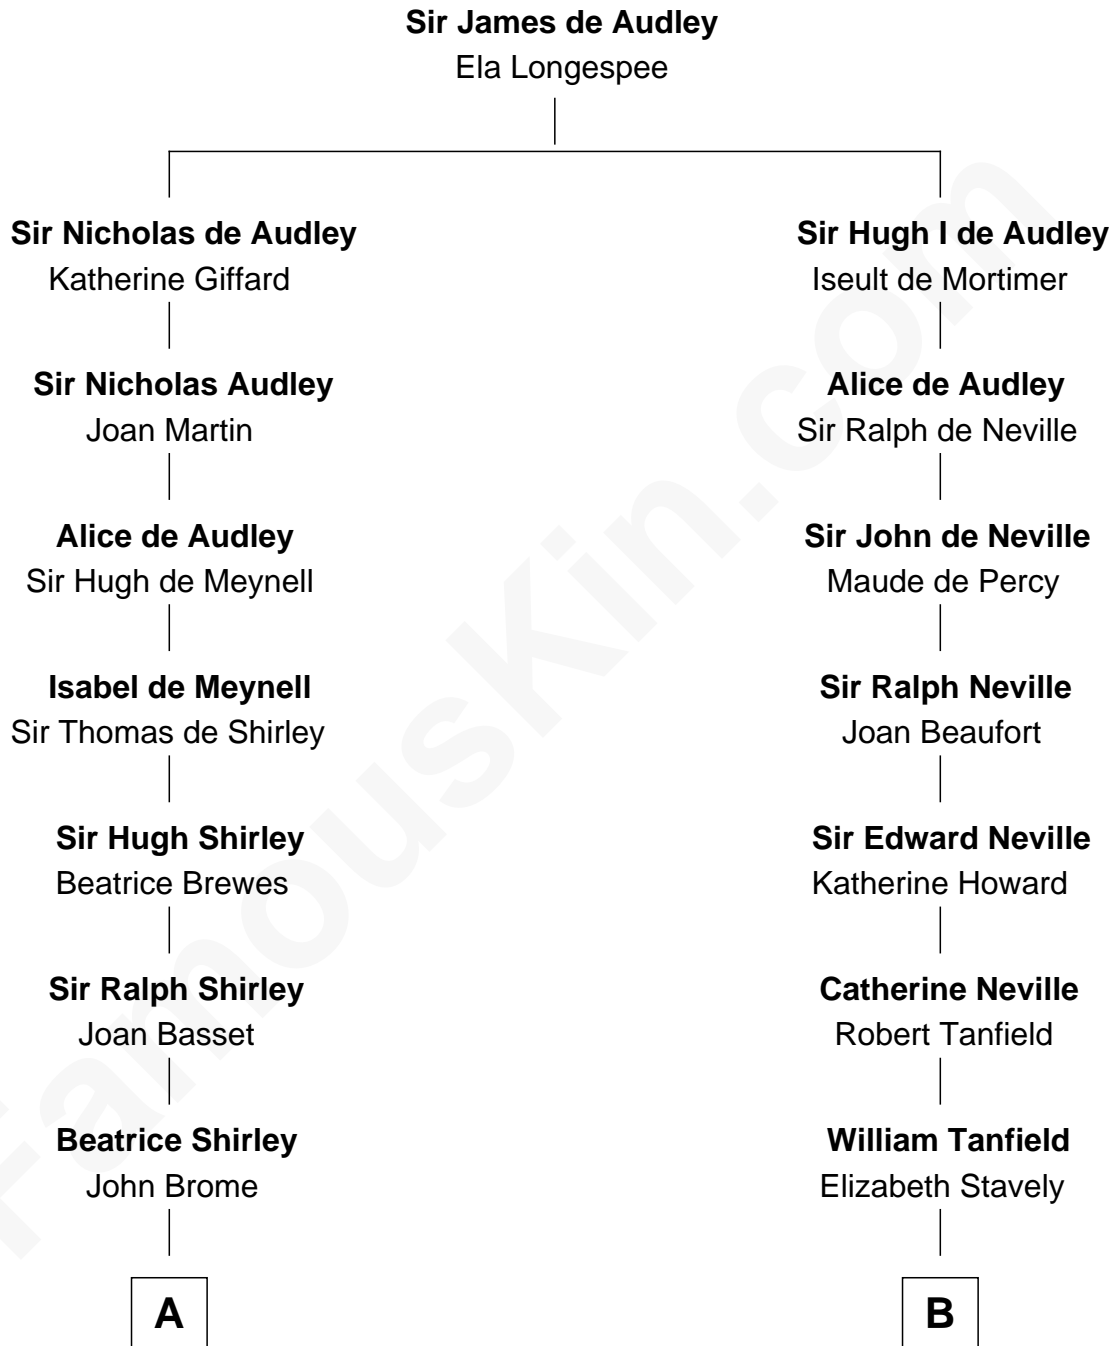 Sir James de Audley
Ela Longespee
Sir Nicholas de Audley
Katherine Giffard
Sir Nicholas Audley
Joan Martin
Alice de Audley
Sir Hugh de Meynell
Isabel de Meynell
Sir Thomas de Shirley
Sir Hugh Shirley
Beatrice Brewes
Sir Ralph Shirley
Joan Basset
Beatrice Shirley
John Brome
A
Sir Hugh I de Audley
Iseult de Mortimer
Alice de Audley
Sir Ralph de Neville
Sir John de Neville
Maude de Percy
Sir Ralph Neville
Joan Beaufort
Sir Edward Neville
Katherine Howard
Catherine Neville
Robert Tanfield
William Tanfield
Elizabeth Stavely
B
FamousKin.com